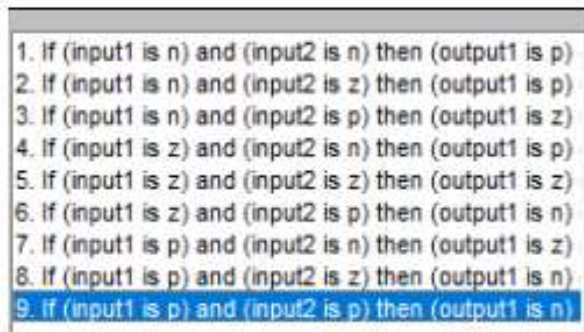 1. If (input1 is n) and (input2 is n) then (output1 is p)
2. If (input1 is n) and (input2 is z) then (output1 is p)
3. If (input1 is n) and (input2 is p) then (output1 is z)
4. If (input1 is z) and (input2 is n) then (output1 is p)
5. If (input1 is z) and (input2 is z) then (output1 is z)
6. If (input1 is z) and (input2 is p) then (output1 is n)
7. If (input1 is p) and (input2 is n) then (output1 is z)
8. If (input1 is p) and (input2 is z) then (output1 is n)
9. If (input1 is p) and (input2 is p) then (output1 is n)